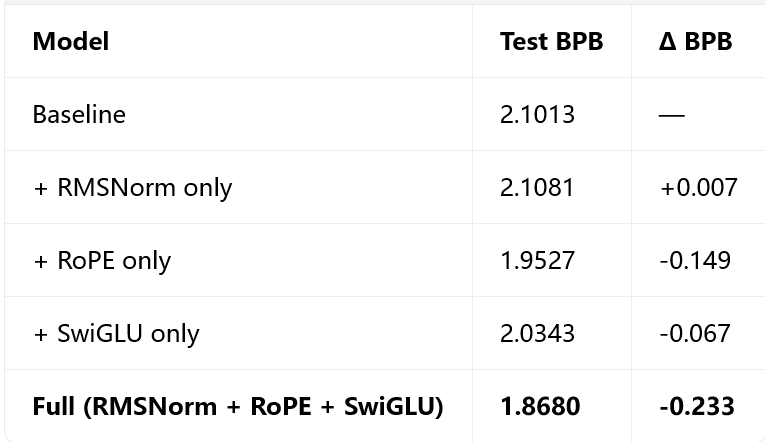 Model Test BPB Δ BPB
Baseline 2.1013 —
+ RMSNorm only 2.1081 +0.007
+ RoPE only 1.9527 -0.149
+ SwiGLU only 2.0343 -0.067
Full (RMSNorm + RoPE + SwiGLU) 1.8680 -0.233